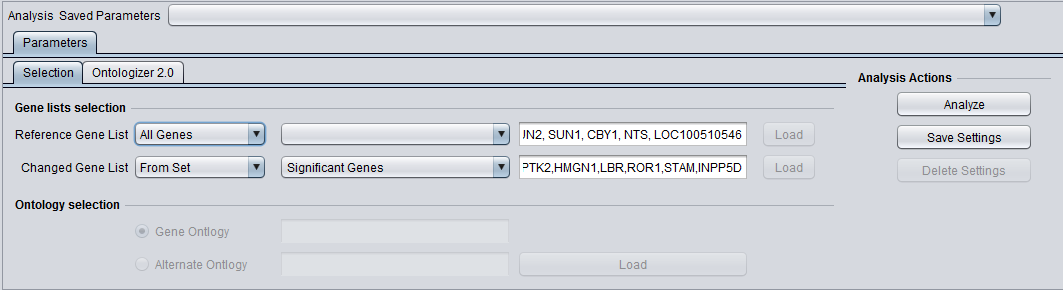 Analysis Saved Parameters
Parameters
Selection Ontologizer 2.0
Analysis Actions
Gene lists selection
Analyze
Reference Gene List All Genes JN2, SUN1, CBY1, NTS, LOC100510546 Load
Save Settings
Changed Gene List From Set Significant Genes PTK2,HMGN1,LBR,ROR1,STAM,INPP5D Load
Delete Settings
Ontology selection
Gene Ontlogy
Alternate Ontlogy Load